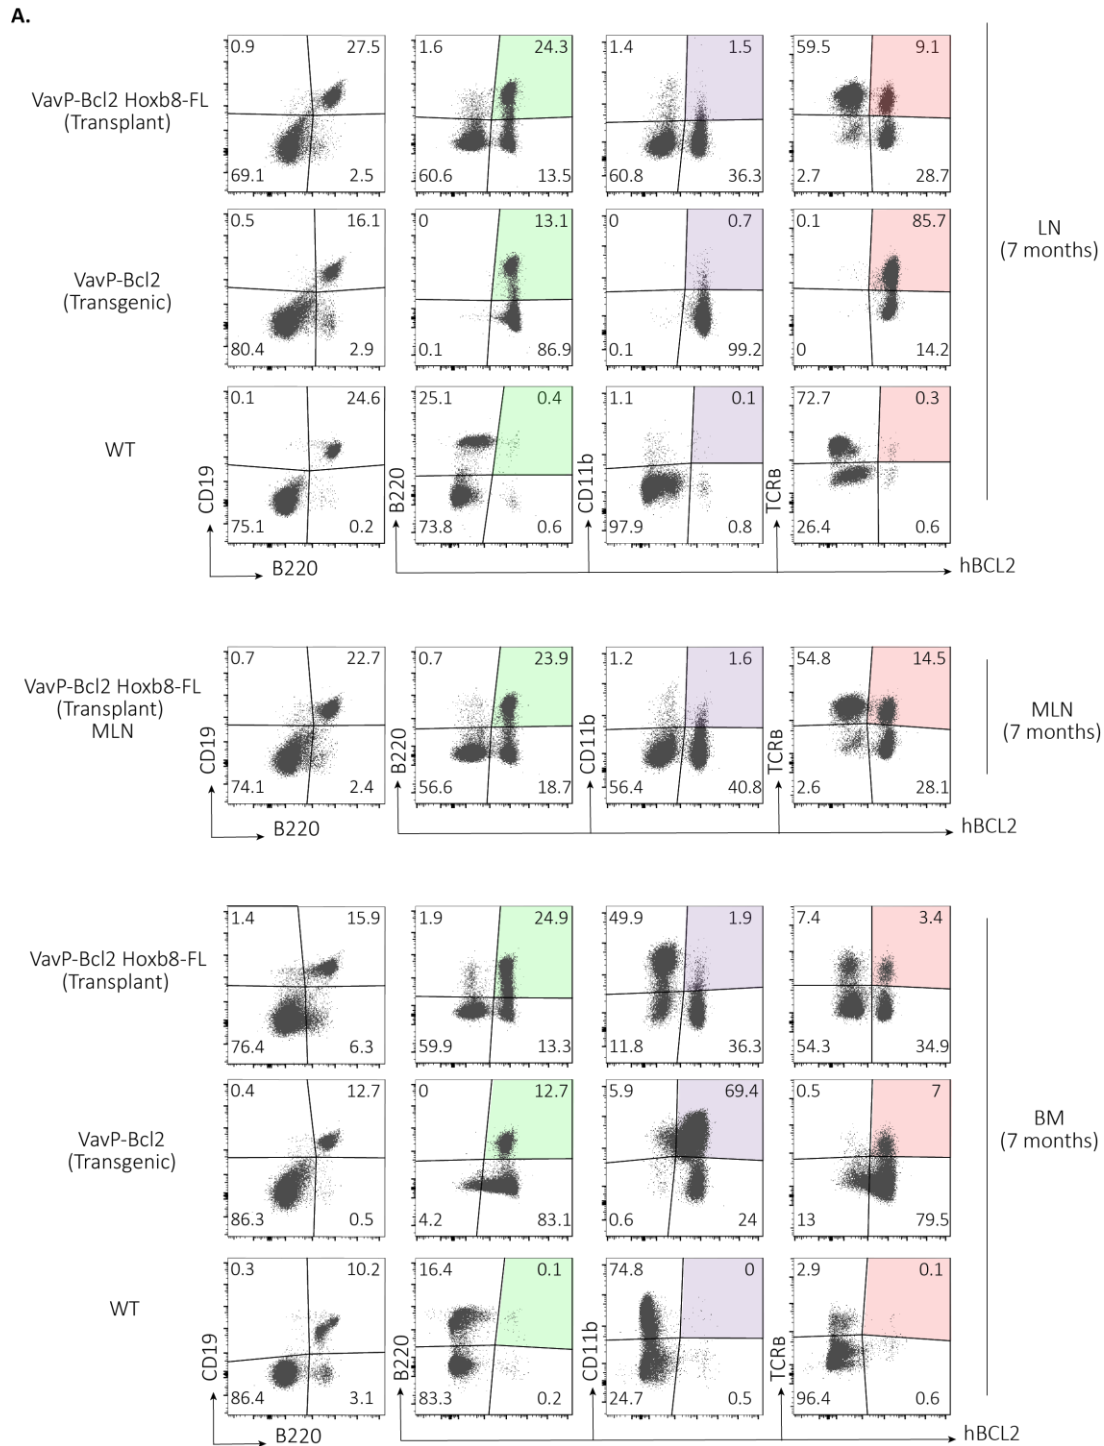 A.
0.9 27.5 1.6 24.3 1.4 1.5 59.5 9.1
VavP-Bcl2 Hoxb8-FL
(Transplant)
69.1 2.5 60.6 13.5 60.8 36.3 2.7 28.7
0.5 16.1 0 13.1 0 0.7 0.1 85.7
LN
(7 months)
VavP-Bcl2
(Transgenic)
80.4 2.9 0.1 86.9 0.1 99.2 0 14.2
0.1 24.6 25.1 0.4 1.1 0.1 72.7 0.3
WT
CD19 B220 CD11b TCRB
75.1 0.2 73.8 0.6 97.9 0.8 26.4 0.6
B220 hBCL2
0.7 22.7 0.7 23.9 1.2 1.6 54.8 14.5
VavP-Bcl2 Hoxb8-FL
(Transplant)
MLN
MLN
(7 months)
CD19 B220 CD11b TCRB
74.1 2.4 56.6 18.7 56.4 40.8 2.6 28.1
B220 hBCL2
1.4 15.9 1.9 24.9 49.9 1.9 7.4 3.4
VavP-Bcl2 Hoxb8-FL
(Transplant)
76.4 6.3 59.9 13.3 11.8 36.3 54.3 34.9
0.4 12.7 0 12.7 5.9 69.4 0.5 7
BM
(7 months)
VavP-Bcl2
(Transgenic)
86.3 0.5 4.2 83.1 0.6 24 13 79.5
0.3 10.2 16.4 0.1 74.8 0 2.9 0.1
WT
CD19 B220 CD11b TCRB
86.4 3.1 83.3 0.2 24.7 0.5 96.4 0.6
B220 hBCL2